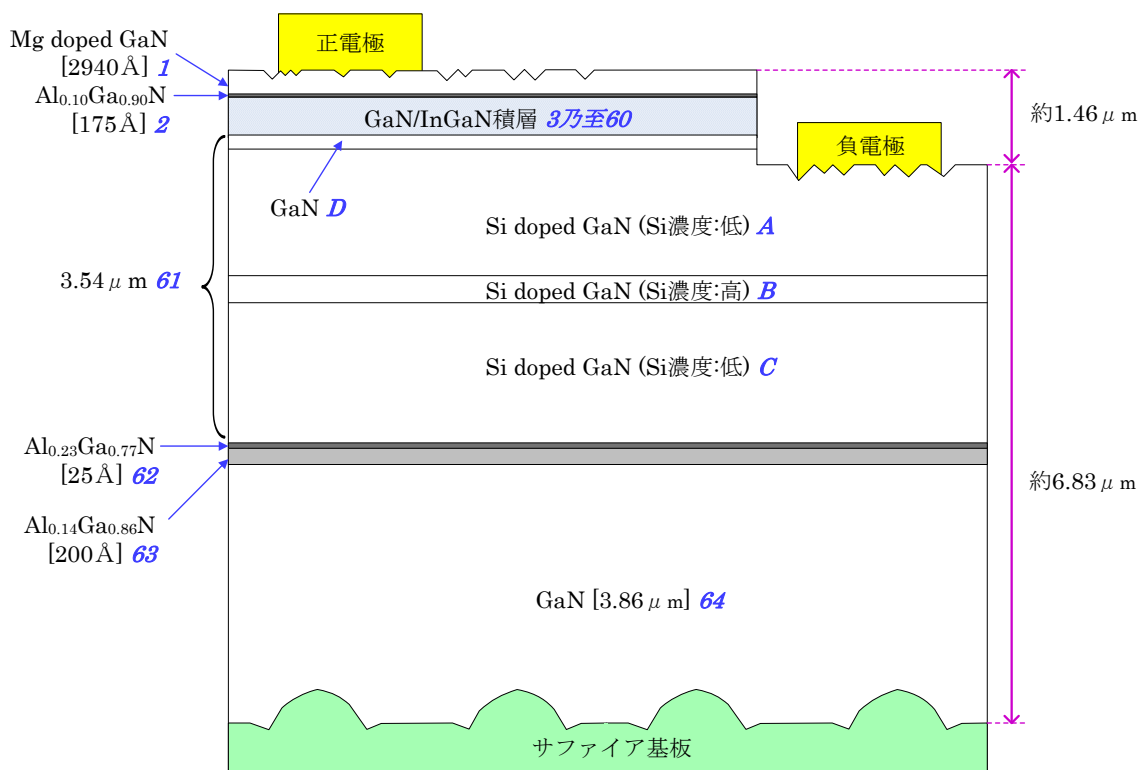 正電極
Mg doped GaN
[2940Å] 1
Al0.10Ga0.90N
[175Å] 2
GaN/InGaN積層 3乃至60
約1.46μm
負電極
GaN D
Si doped GaN (Si濃度:低) A
3.54μm 61
Si doped GaN (Si濃度:高) B
Si doped GaN (Si濃度:低) C
Al0.23Ga0.77N
[25Å] 62
約6.83μm
Al0.14Ga0.86N
[200Å] 63
GaN [3.86μm] 64
サファイア基板